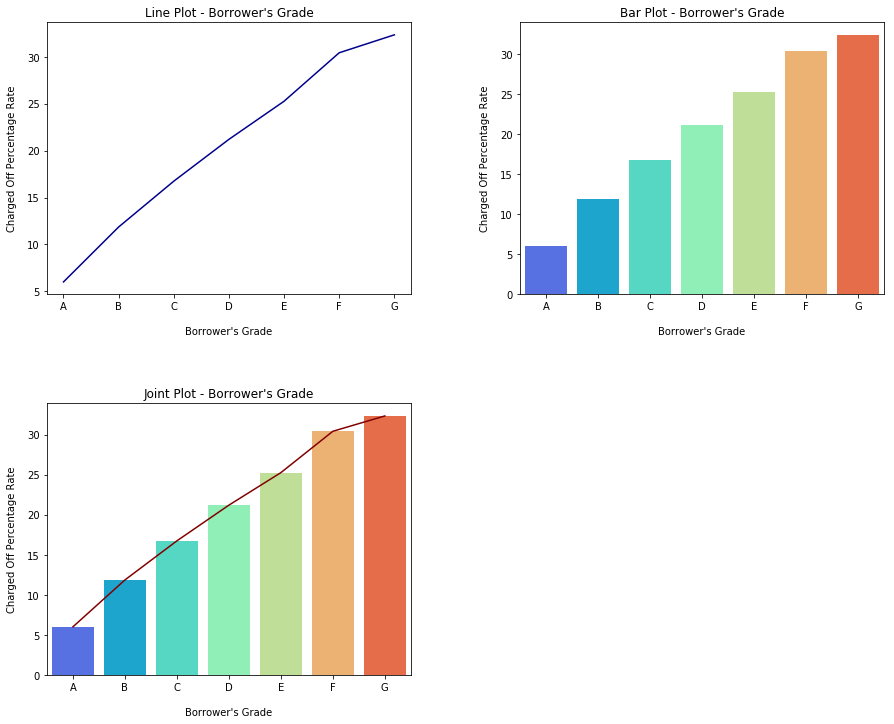 Line Plot - Borrower's Grade
Charged Off Percentage Rate
30
25
20
15
10
5
A B C D E F G
Borrower's Grade
Bar Plot - Borrower's Grade
Charged Off Percentage Rate
30
25
20
15
10
5
0
A B C D E F G
Borrower's Grade
Joint Plot - Borrower's Grade
Charged Off Percentage Rate
30
25
20
15
10
5
0
A B C D E F G
Borrower's Grade